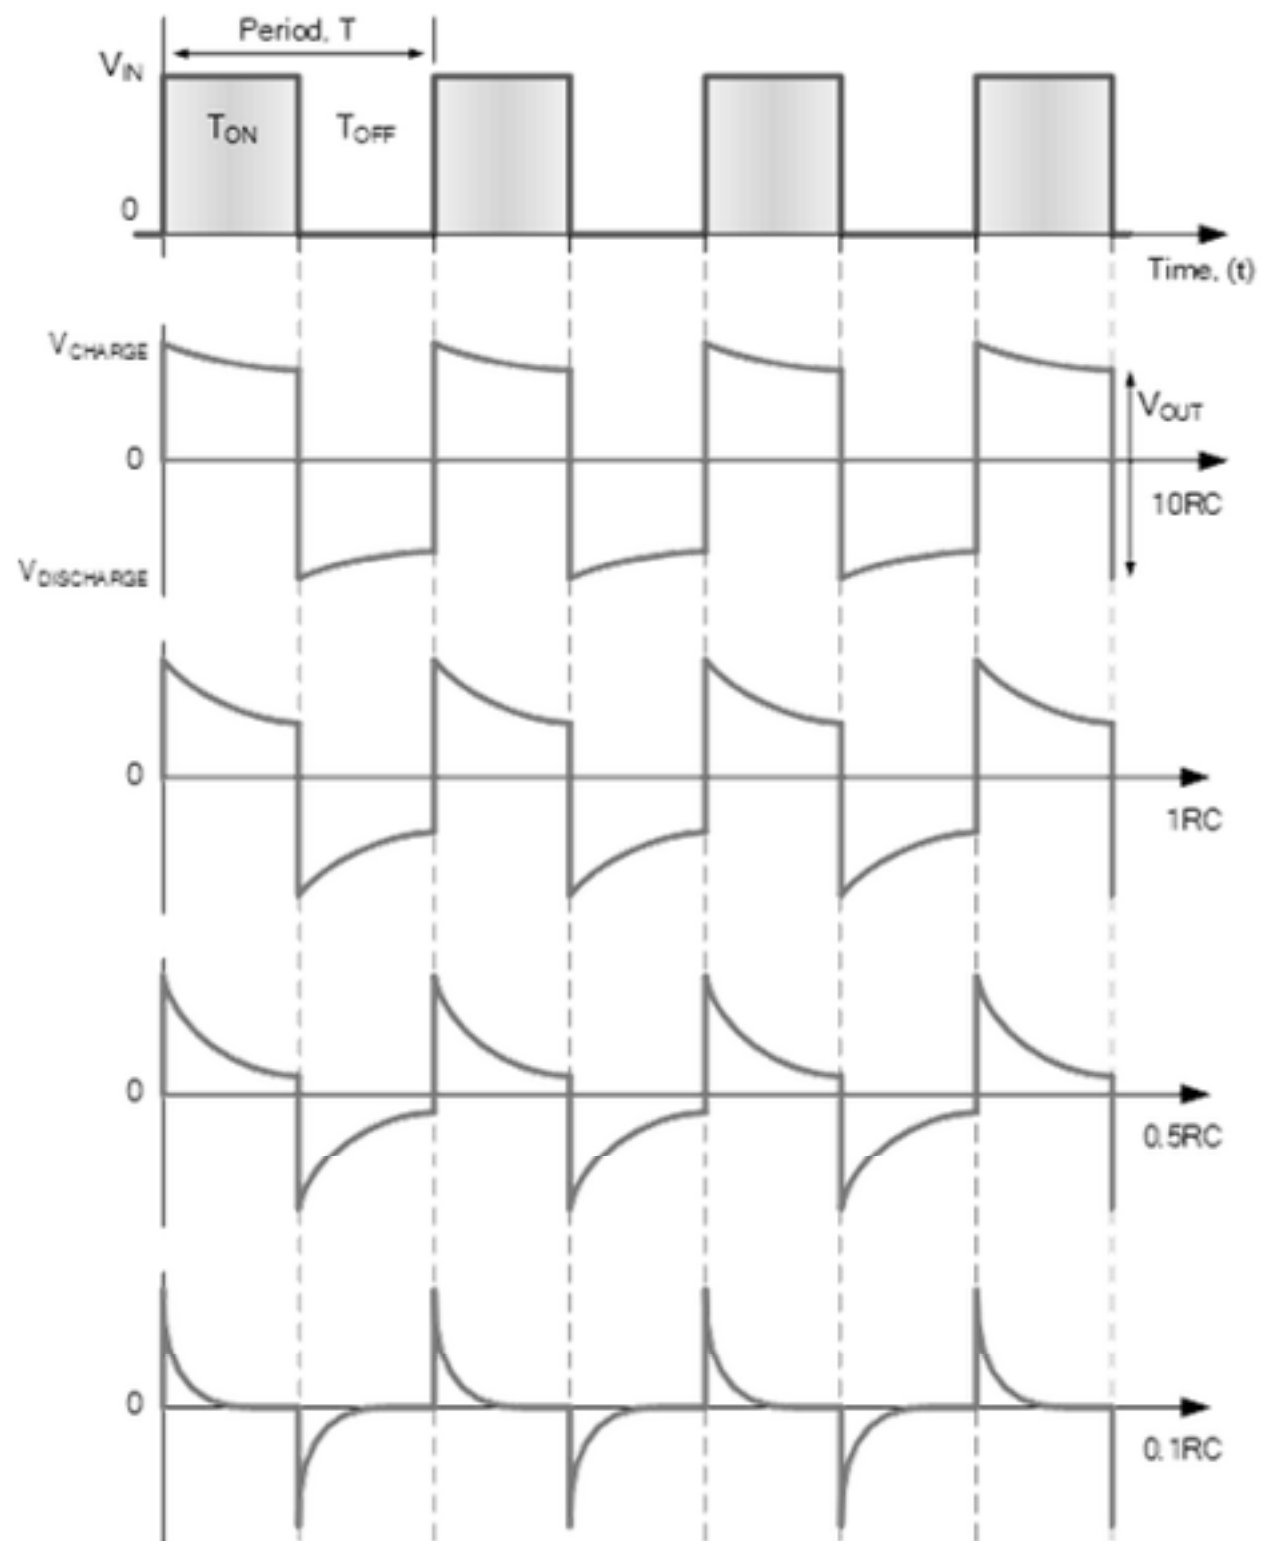 Period, T
VIN
TON
TOFF
0
Time, (t)
VCHARGE
VOUT
0
10RC
VDISCHARGE
0
1RC
0
0.5RC
0
0.1RC